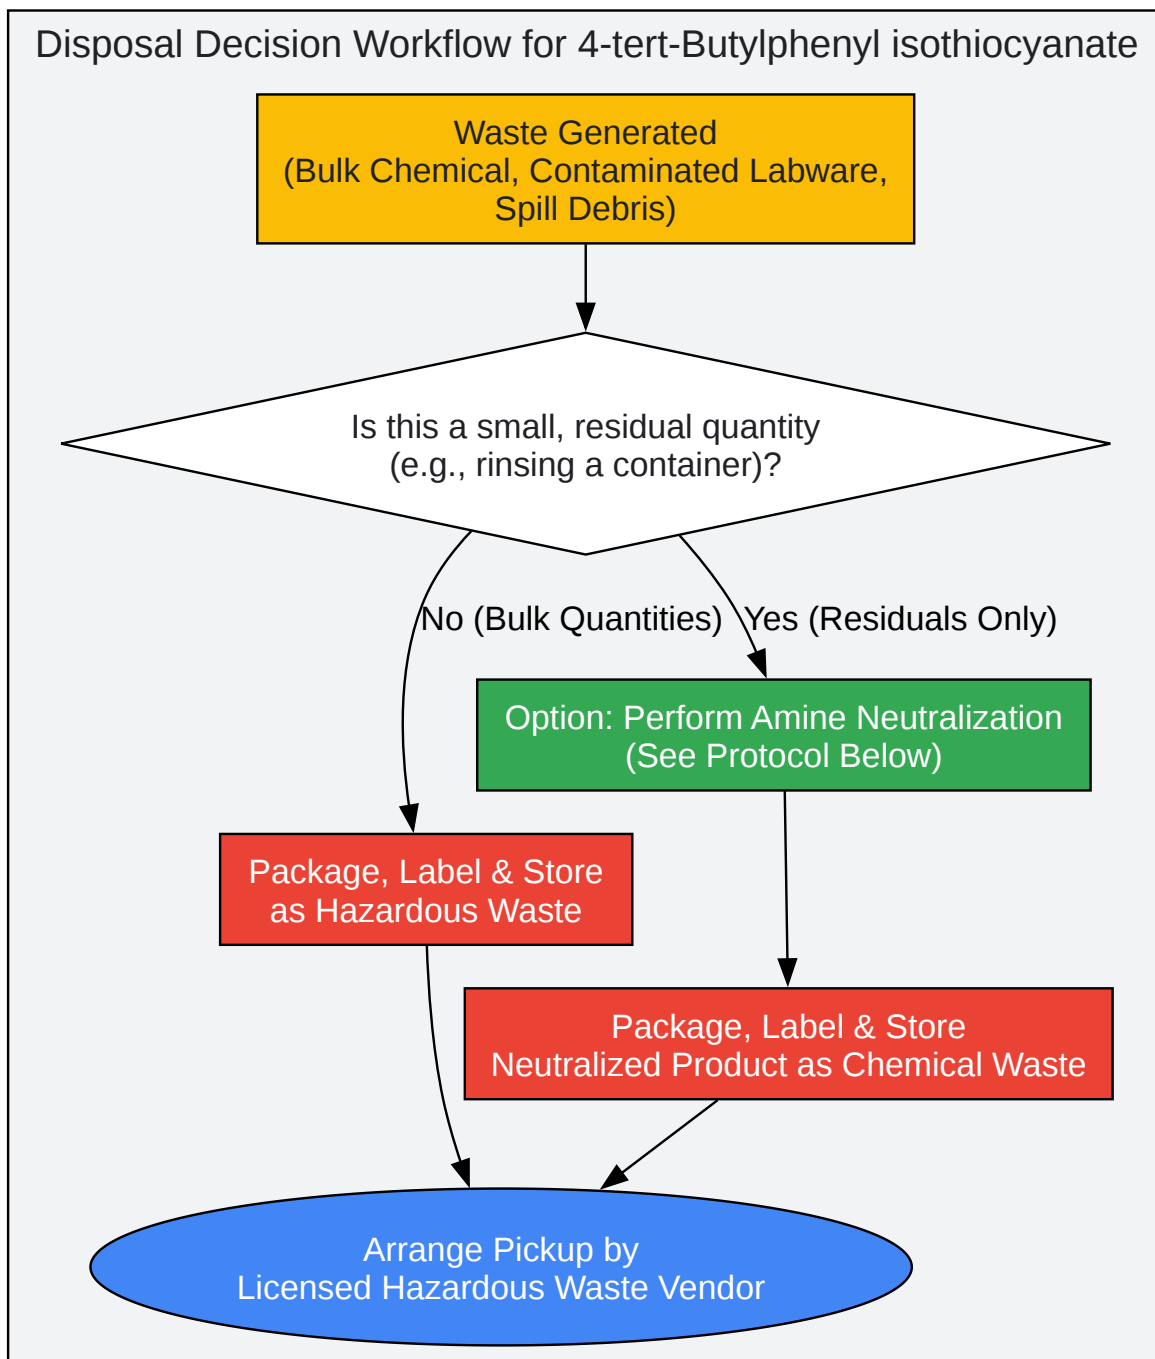 Disposal Decision Workflow for 4-tert-Butylphenyl isothiocyanate
Waste Generated
(Bulk Chemical, Contaminated Labware,
Spill Debris)
Is this a small, residual quantity
(e.g., rinsing a container)?
No (Bulk Quantities)
Yes (Residuals Only)
Option: Perform Amine Neutralization
(See Protocol Below)
Package, Label & Store
as Hazardous Waste
Package, Label & Store
Neutralized Product as Chemical Waste
Arrange Pickup by
Licensed Hazardous Waste Vendor